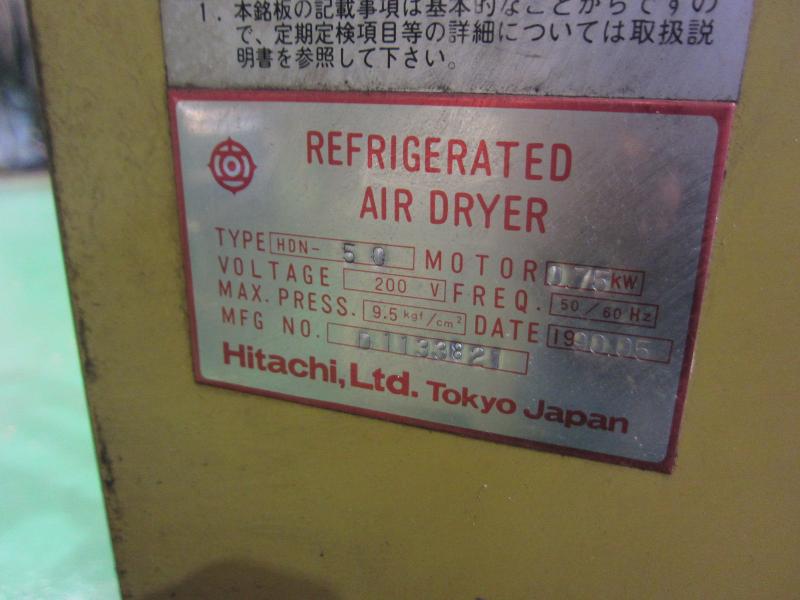 1. 本銘板の記載事項は基本的なことがらですの
で、定期定検項目等の詳細については取扱説
明書を参照して下さい。
REFRIGERATED
AIR DRYER
TYPE HDN- 50 MOTOR 0.75 kW
VOLTAGE 200 V FREQ. 50/60 Hz
MAX. PRESS. 9.5 kgf/cm² DATE 1990.05
MFG NO. D1133821
Hitachi, Ltd. Tokyo Japan